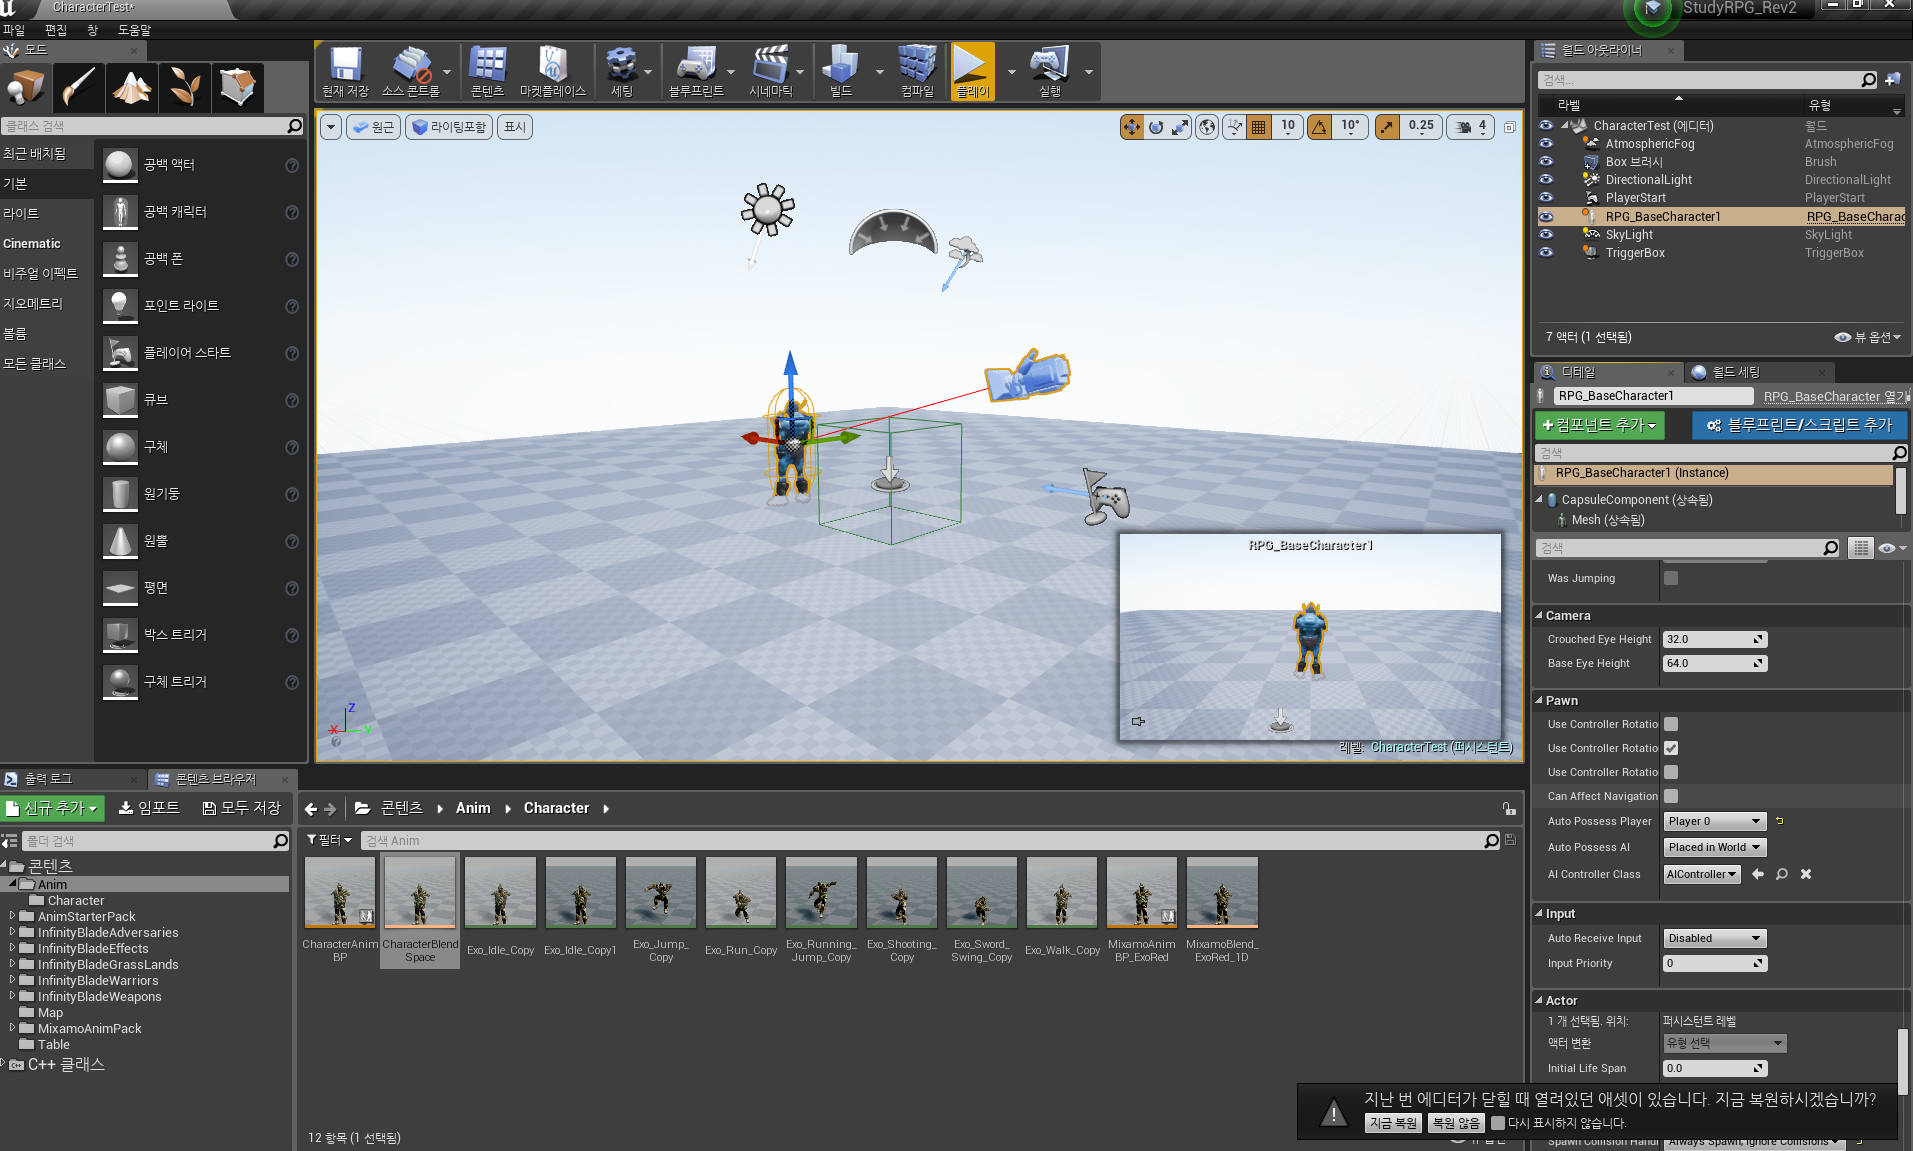 CharacterTest*
StudyRPG_Rev2
파일 편집 창 도움말
모드
클래스 검색
최근 배치됨
기본
라이트
Cinematic
비주얼 이펙트
지오메트리
볼륨
모든 클래스
공백 액터
공백 캐릭터
공백 폰
포인트 라이트
플레이어 스타트
큐브
구체
원기둥
원뿔
평면
박스 트리거
구체 트리거
현재 저장 소스 콘트롤 콘텐츠 마켓플레이스 세팅 블루프린트 시네마틱 빌드 컴파일 플레이 실행
원근 라이팅포함 표시
10 10° 0.25 4
RPG_BaseCharacter1
레벨: CharacterTest (퍼시스턴트)
Z
X
Y
월드 아웃라이너
검색...
라벨 유형
CharacterTest (에디터) 월드
AtmosphericFog AtmosphericFog
Box 브러시 Brush
DirectionalLight DirectionalLight
PlayerStart PlayerStart
RPG_BaseCharacter1 RPG_BaseCharac
SkyLight SkyLight
TriggerBox TriggerBox
7 액터 (1 선택됨) 뷰 옵션
디테일 월드 세팅
RPG_BaseCharacter1 RPG_BaseCharacter 열기
+컴포넌트 추가 블루프린트/스크립트 추가
검색
RPG_BaseCharacter1 (Instance)
CapsuleComponent (상속됨)
Mesh (상속됨)
검색
Was Jumping
Camera
Crouched Eye Height 32.0
Base Eye Height 64.0
Pawn
Use Controller Rotatio
Use Controller Rotatio
Use Controller Rotatio
Can Affect Navigation
Auto Possess Player Player 0
Auto Possess AI Placed in World
AI Controller Class AIController
Input
Auto Receive Input Disabled
Input Priority 0
Actor
1 개 선택됨. 위치: 퍼시스턴트 레벨
액터 변환 유형 선택
Initial Life Span 0.0
Spawn Collision Handl Always Spawn, Ignore Collisions
출력 로그 콘텐츠 브라우저
신규 추가 임포트 모두 저장
폴더 검색
콘텐츠
Anim
Character
AnimStarterPack
InfinityBladeAdversaries
InfinityBladeEffects
InfinityBladeGrassLands
InfinityBladeWarriors
InfinityBladeWeapons
Map
MixamoAnimPack
Table
C++ 클래스
콘텐츠 Anim Character
필터 검색 Anim
CharacterAnim
BP
CharacterBlend
Space
Exo_Idle_Copy
Exo_Idle_Copy1
Exo_Jump_
Copy
Exo_Run_Copy
Exo_Running_
Jump_Copy
Exo_Shooting_
Copy
Exo_Sword_
Swing_Copy
Exo_Walk_Copy
MixamoAnim
BP_ExoRed
MixamoBlend_
ExoRed_1D
12 항목 (1 선택됨)
지난 번 에디터가 닫힐 때 열려있던 애셋이 있습니다. 지금 복원하시겠습니까?
지금 복원 복원 않음 다시 표시하지 않습니다.